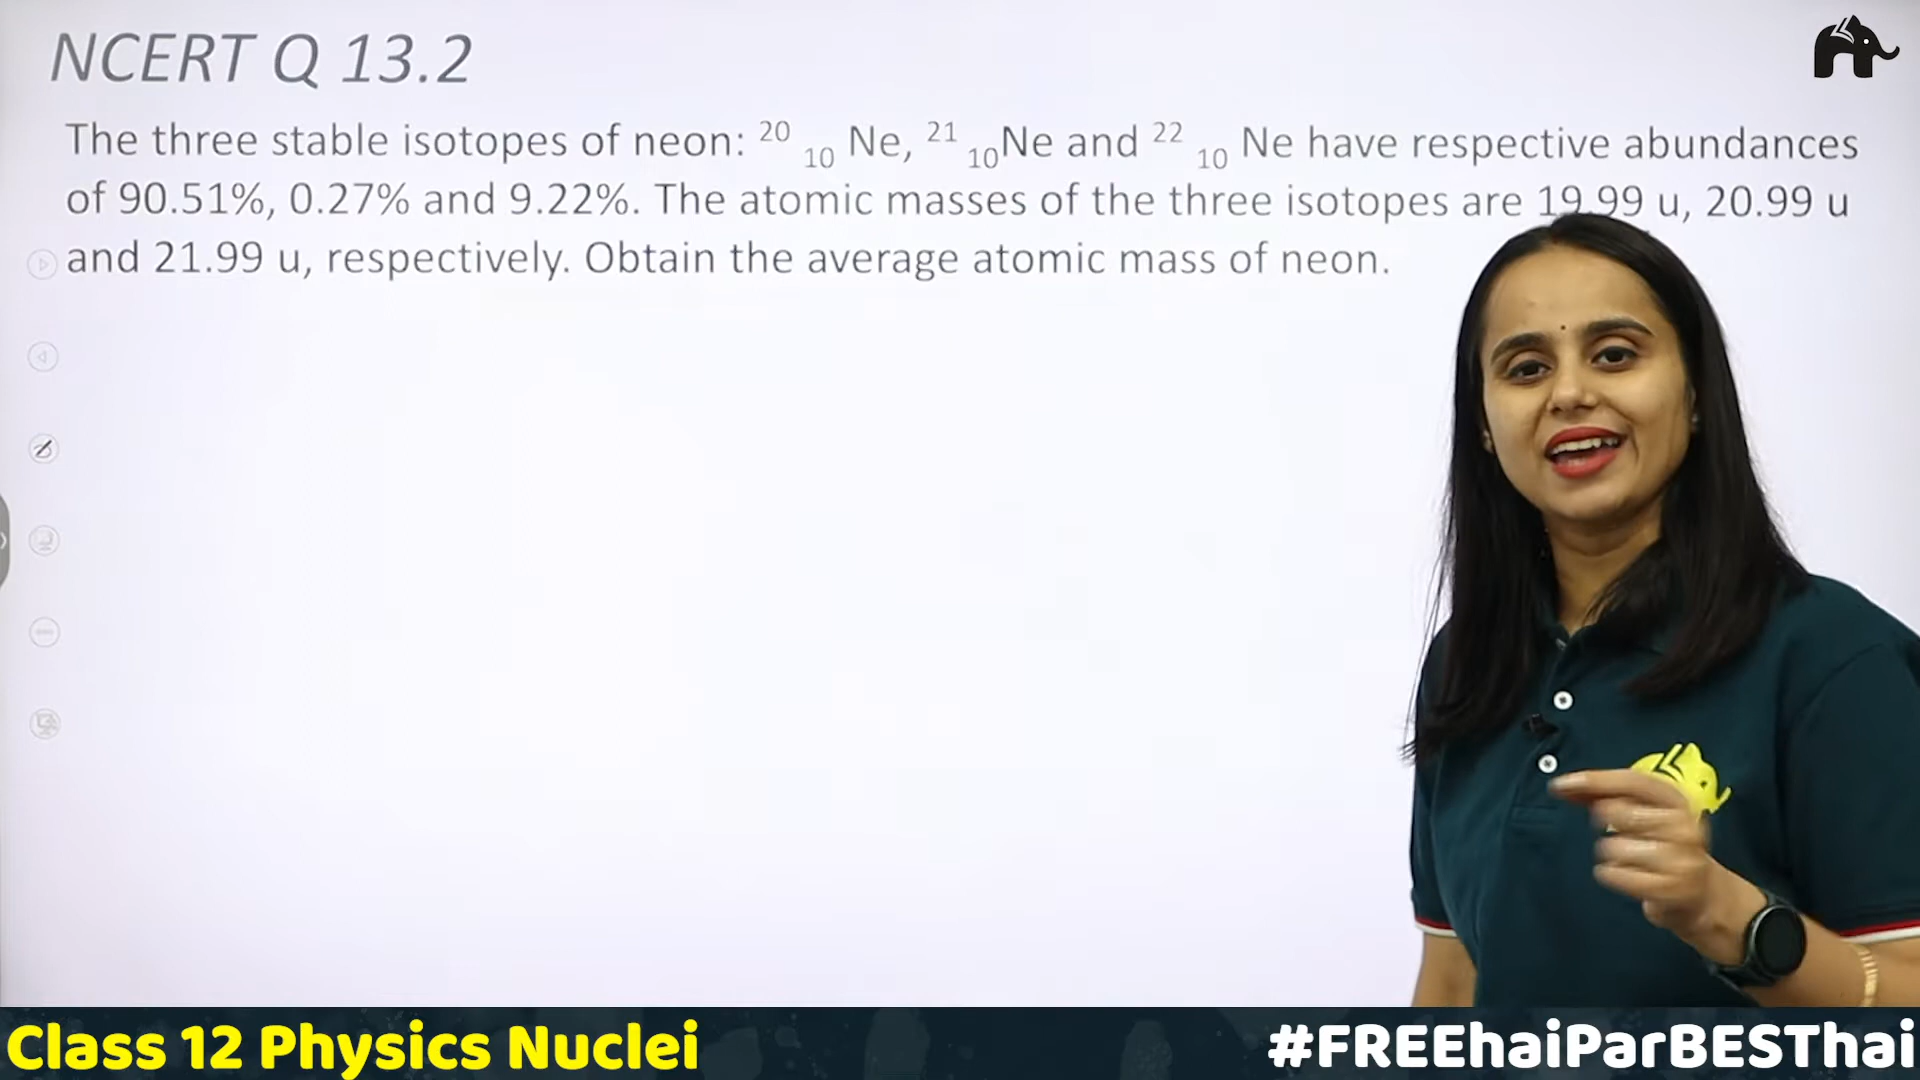 NCERT Q 13.2
The three stable isotopes of neon: ²⁰ ₁₀ Ne, ²¹ ₁₀Ne and ²² ₁₀ Ne have respective abundances
of 90.51%, 0.27% and 9.22%. The atomic masses of the three isotopes are 19.99 u, 20.99 u
and 21.99 u, respectively. Obtain the average atomic mass of neon.
Class 12 Physics Nuclei
#FREEhaiParBESThai